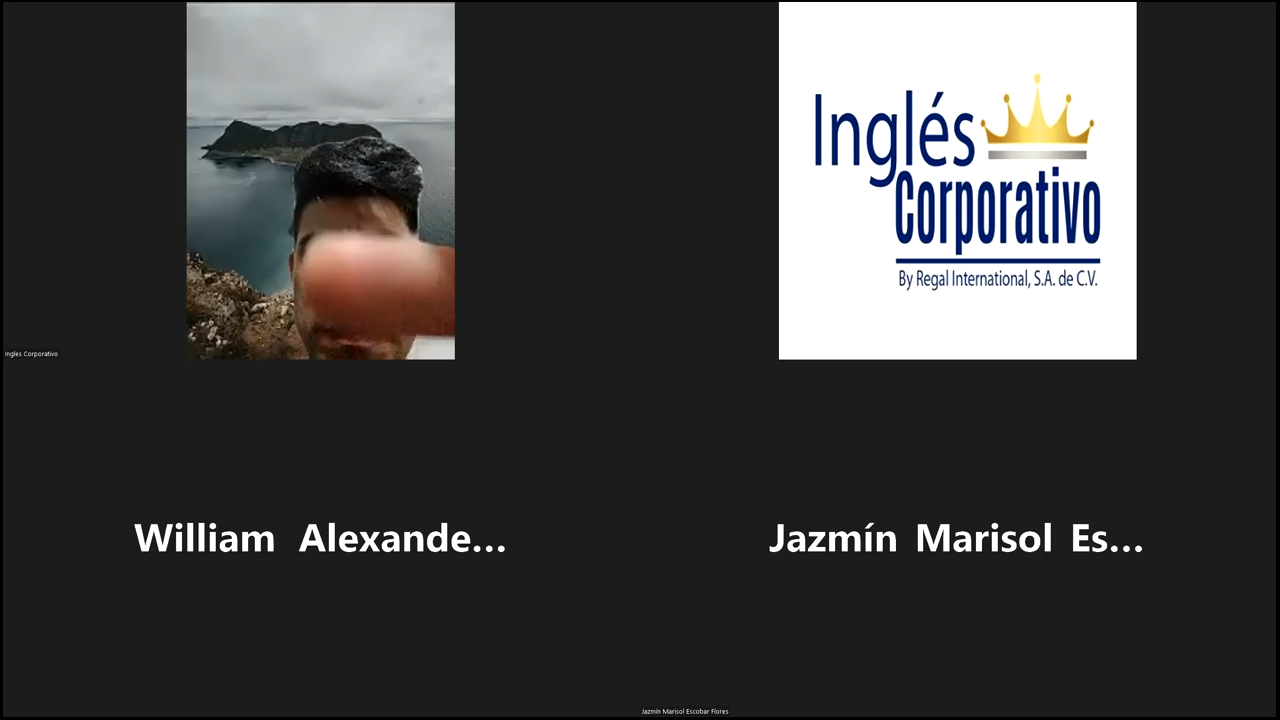 Inglés
Corporativo
By Regal International, S.A. de C.V.
Ingles Corporativo
William Alexande...
Jazmín Marisol Es...
Jazmín Marisol Escobar Flores